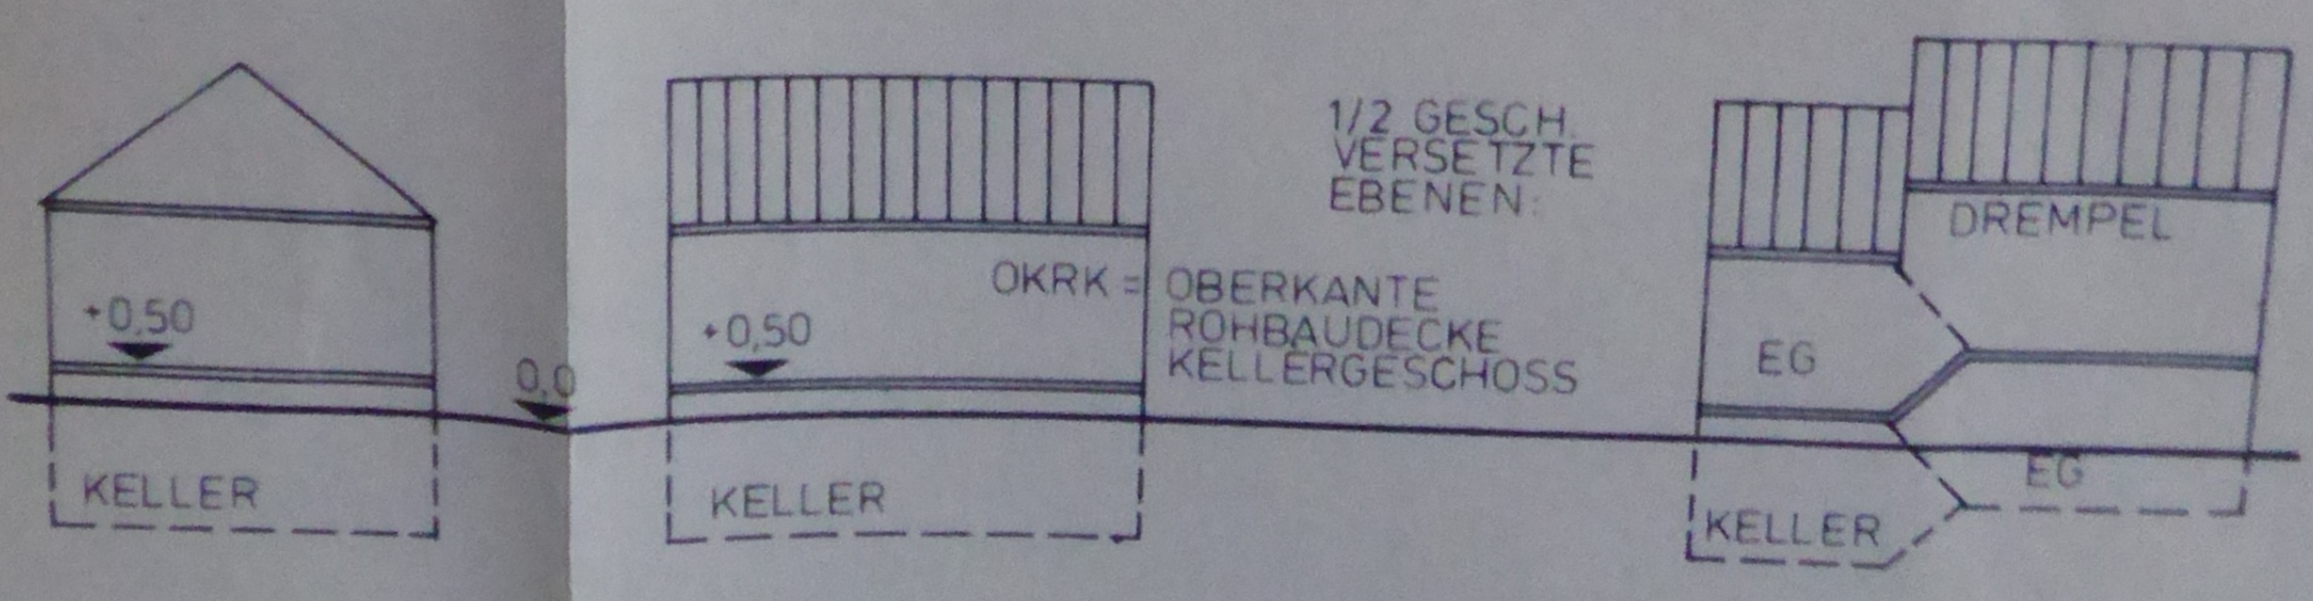 +0,50
KELLER
0,0
+0,50
KELLER
OKRK = OBERKANTE
ROHBAUDECKE
KELLERGESCHOSS
1/2 GESCH.
VERSETZTE
EBENEN:
DREMPEL
EG
EG
KELLER